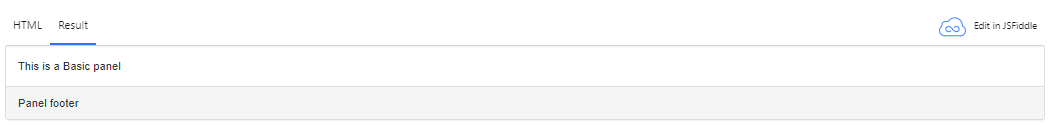 HTML Result Edit in JSFiddle
This is a Basic panel
Panel footer